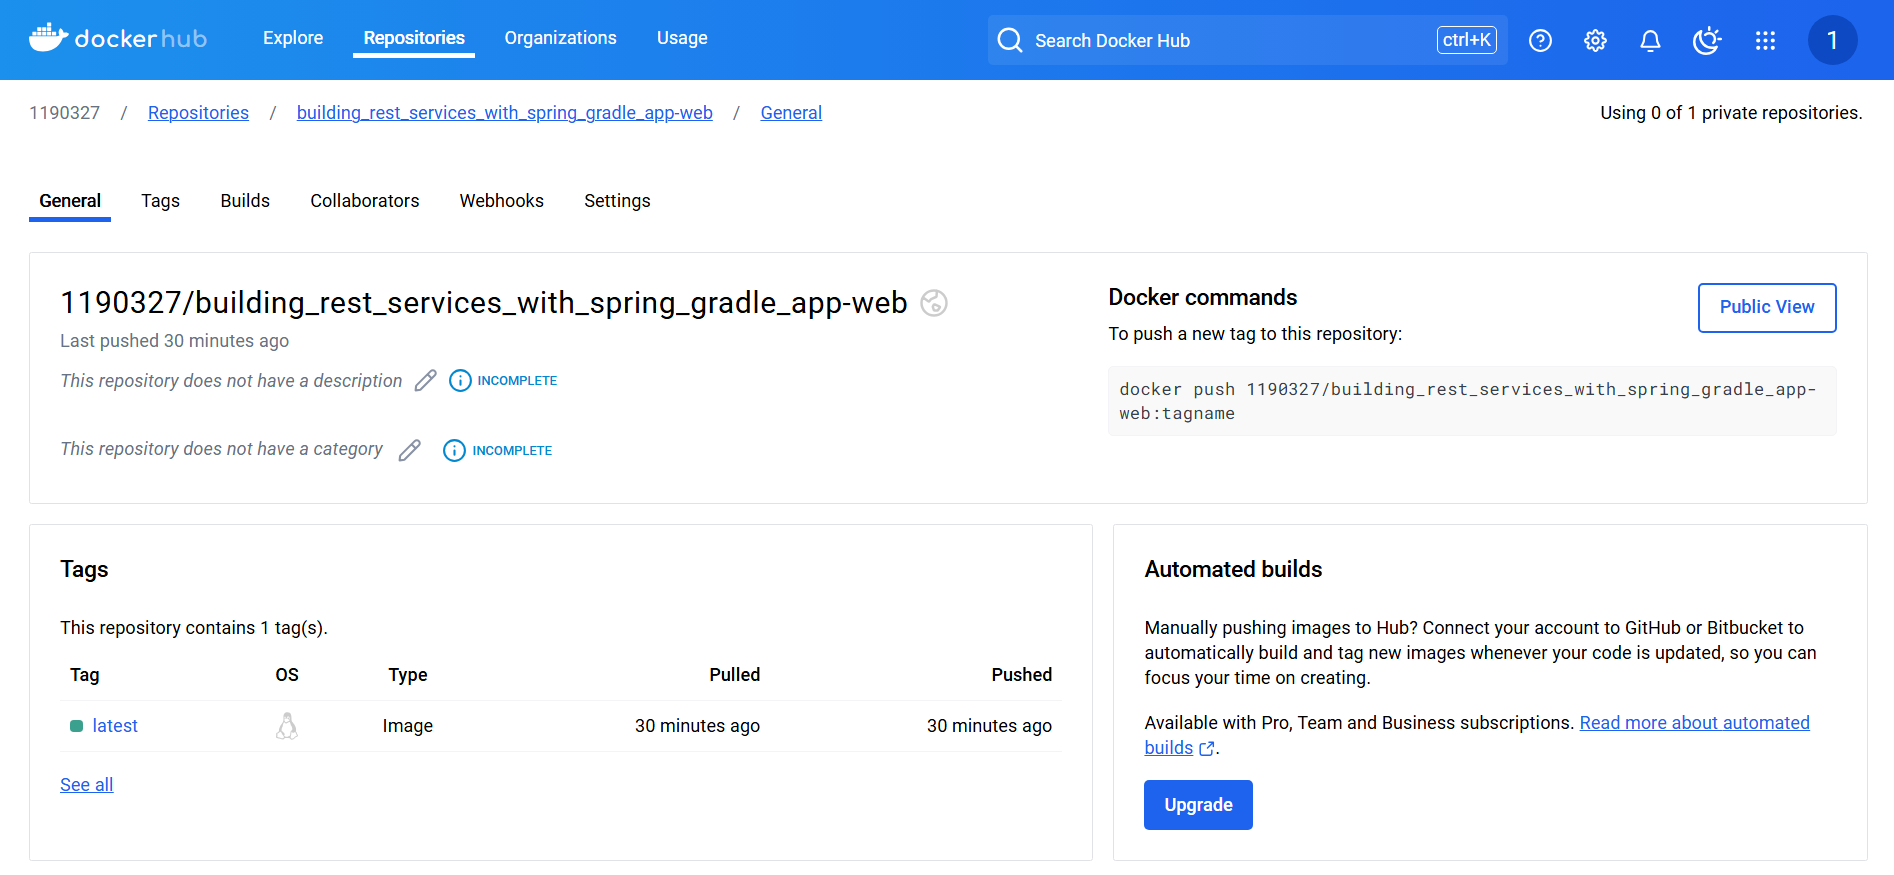 docker hub Explore Repositories Organizations Usage Search Docker Hub ctrl+K 1
1190327 / Repositories / building_rest_services_with_spring_gradle_app-web / General Using 0 of 1 private repositories.
General Tags Builds Collaborators Webhooks Settings
1190327/building_rest_services_with_spring_gradle_app-web
Last pushed 30 minutes ago
This repository does not have a description INCOMPLETE
This repository does not have a category INCOMPLETE
Docker commands
Public View
To push a new tag to this repository:
docker push 1190327/building_rest_services_with_spring_gradle_app-
web:tagname
Tags
This repository contains 1 tag(s).
Tag OS Type Pulled Pushed
latest Image 30 minutes ago 30 minutes ago
See all
Automated builds
Manually pushing images to Hub? Connect your account to GitHub or Bitbucket to
automatically build and tag new images whenever your code is updated, so you can
focus your time on creating.
Available with Pro, Team and Business subscriptions. Read more about automated
builds .
Upgrade